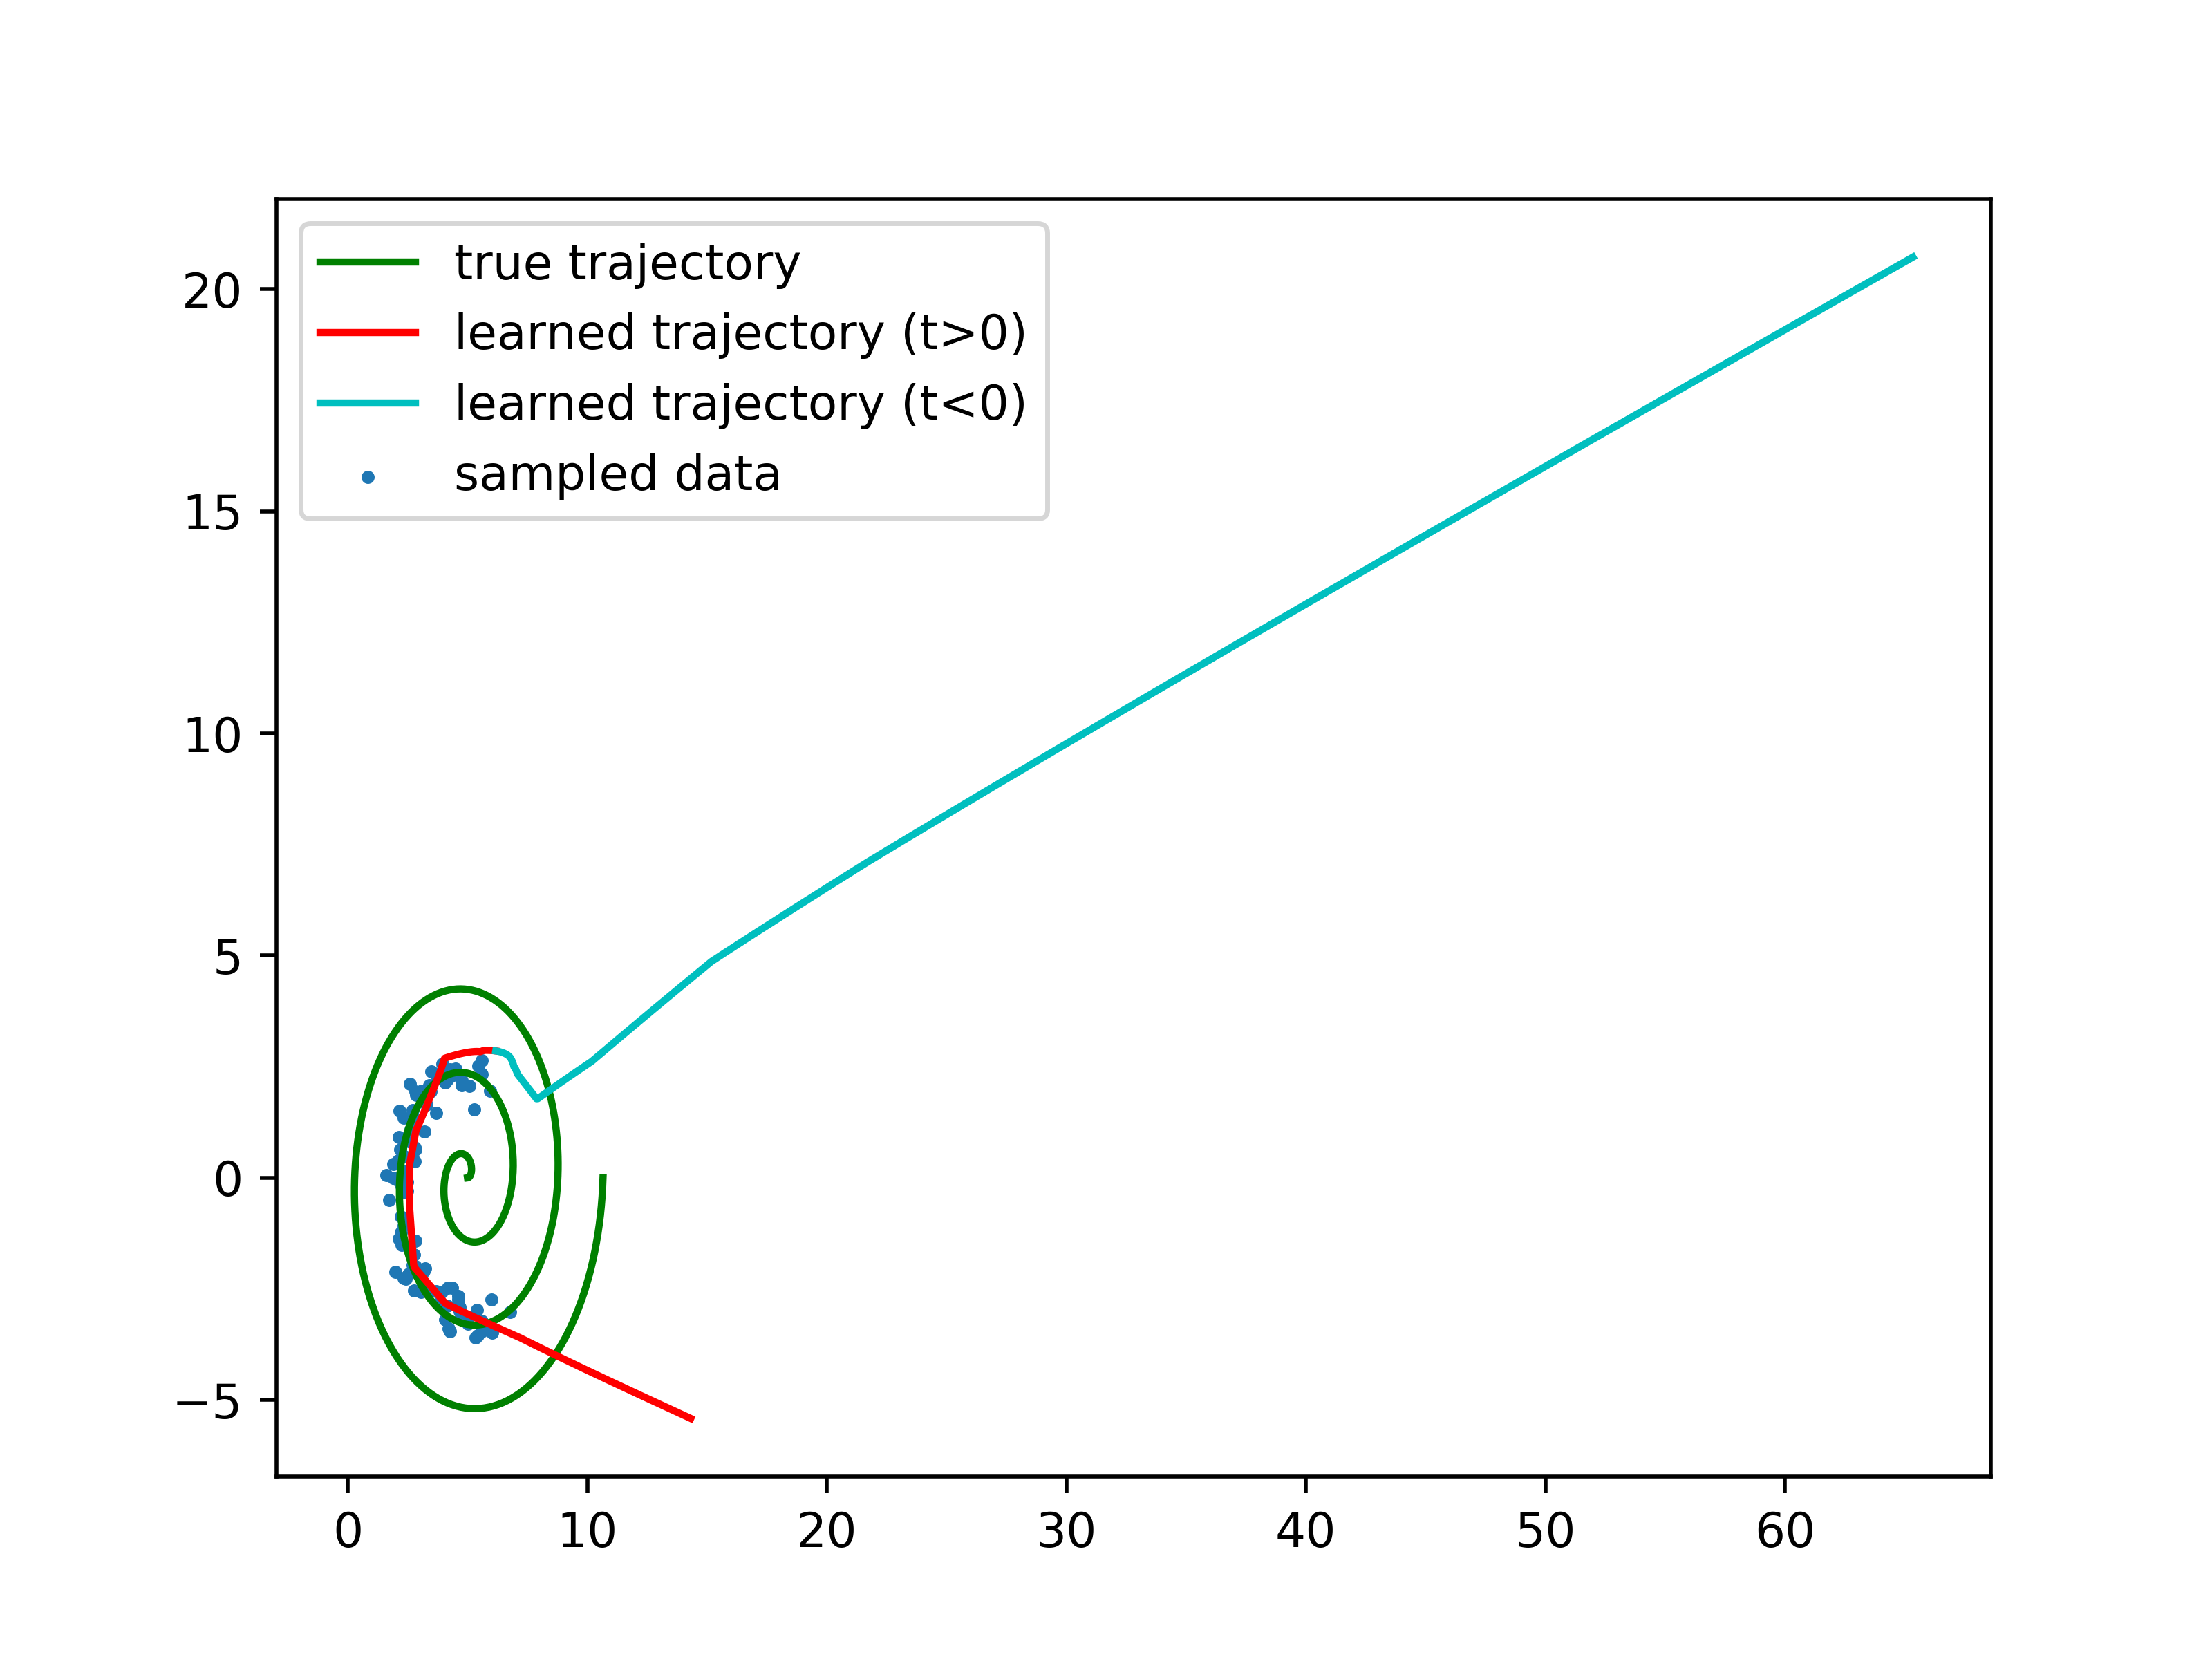 true trajectory
learned trajectory (t>0)
learned trajectory (t<0)
sampled data
20
15
10
5
0
−5
0 10 20 30 40 50 60